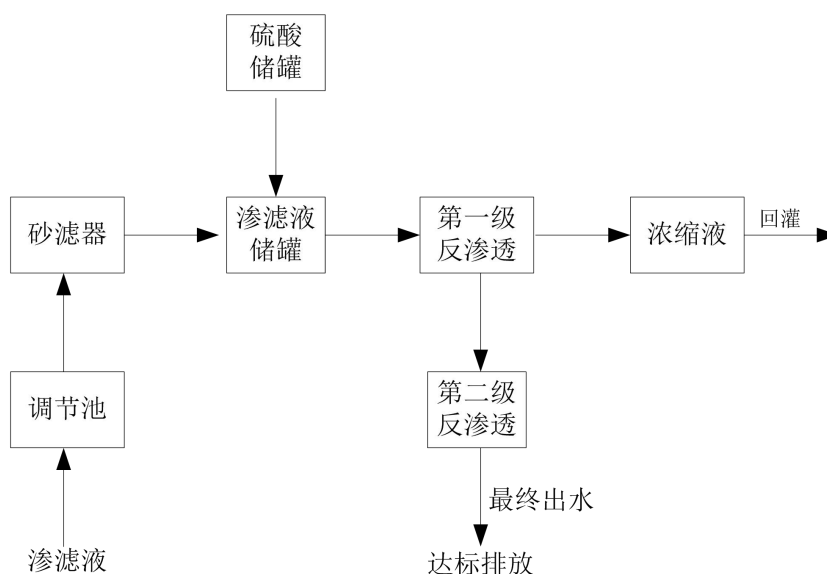 硫酸
储罐
砂滤器
渗滤液
储罐
第一级
反渗透
浓缩液
回灌
调节池
第二级
反渗透
最终出水
渗滤液
达标排放